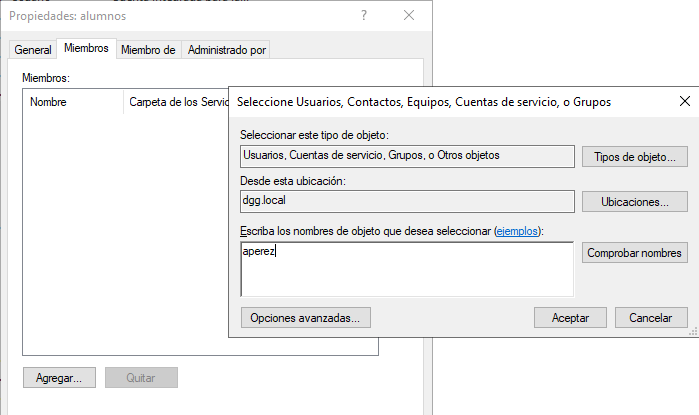 Propiedades: alumnos
General
Miembros
Miembro de
Administrado por
Miembros:
Nombre
Carpeta de los Servic
Agregar...
Quitar
Seleccione Usuarios, Contactos, Equipos, Cuentas de servicio, o Grupos
Seleccionar este tipo de objeto:
Usuarios, Cuentas de servicio, Grupos, o Otros objetos
Tipos de objeto...
Desde esta ubicación:
dgg.local
Ubicaciones...
Escriba los nombres de objeto que desea seleccionar (ejemplos):
aperez
Comprobar nombres
Opciones avanzadas...
Aceptar
Cancelar